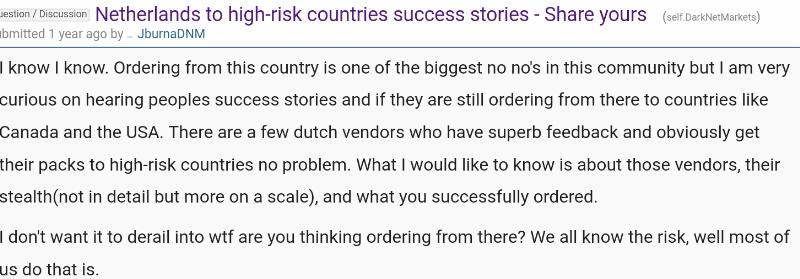 uestion / Discussion Netherlands to high-risk countries success stories - Share yours (self.DarkNetMarkets)
ubmitted 1 year ago by JburnaDNM
I know I know. Ordering from this country is one of the biggest no no's in this community but I am very
curious on hearing peoples success stories and if they are still ordering from there to countries like
Canada and the USA. There are a few dutch vendors who have superb feedback and obviously get
their packs to high-risk countries no problem. What I would like to know is about those vendors, their
stealth(not in detail but more on a scale), and what you successfully ordered.
I don't want it to derail into wtf are you thinking ordering from there? We all know the risk, well most of
us do that is.